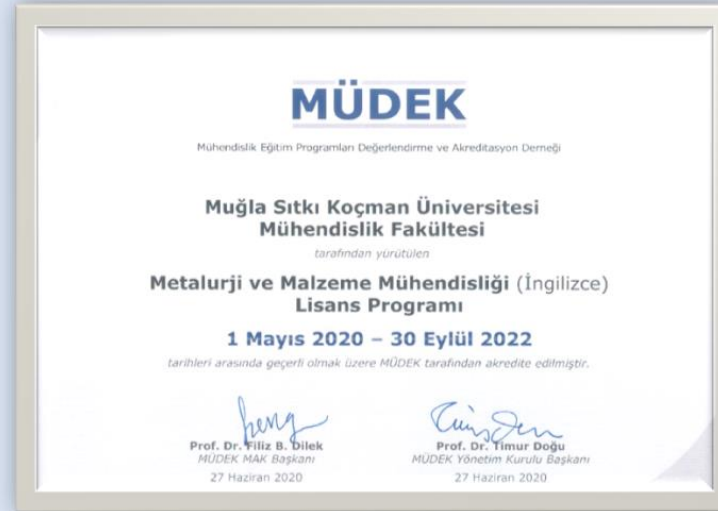 MÜDEK
Mühendislik Eğitim Programları Değerlendirme ve Akreditasyon Derneği
Muğla Sıtkı Koçman Üniversitesi
Mühendislik Fakültesi
tarafından yürütülen
Metalurji ve Malzeme Mühendisliği (İngilizce)
Lisans Programı
1 Mayıs 2020 – 30 Eylül 2022
tarihleri arasında geçerli olmak üzere MÜDEK tarafından akredite edilmiştir.
Prof. Dr. Filiz B. Dilek Prof. Dr. Timur Doğu
MÜDEK MAK Başkanı MÜDEK Yönetim Kurulu Başkanı
27 Haziran 2020 27 Haziran 2020